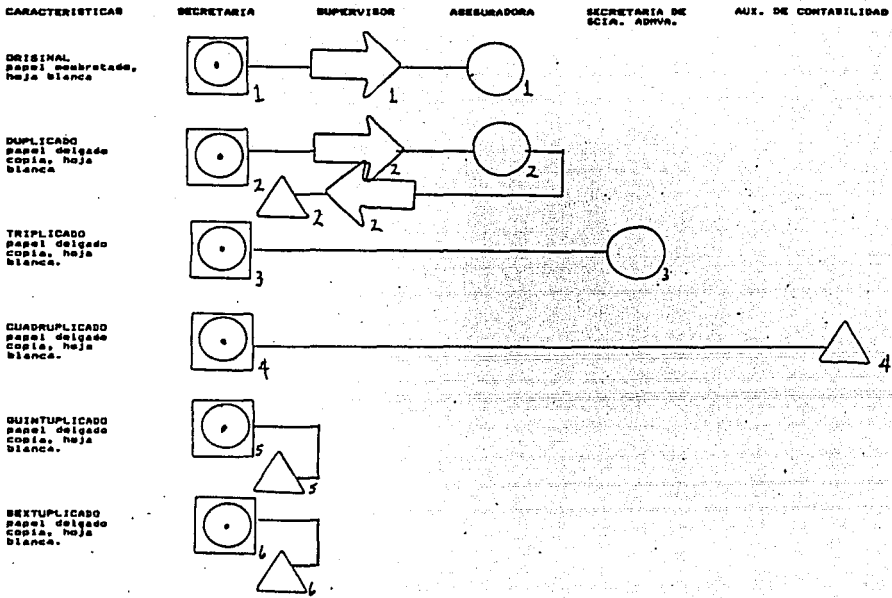 CARACTERISTICAS SECRETARIA SUPERVISOR ASEGURADORA SECRETARIA DE SCIA. ADMVA. AUX. DE CONTABILIDAD
ORIGINAL
papel membretado,
hoja blanca
1 1 1
DUPLICADO
papel delgado
copia, hoja
blanca
2 2 2
2 2
TRIPLICADO
papel delgado
copia, hoja
blanca.
3 3
CUADRUPLICADO
papel delgado
copia, hoja
blanca.
4 4
QUINTUPLICADO
papel delgado
copia, hoja
blanca.
5
5
SEXTUPLICADO
papel delgado
copia, hoja
blanca.
6
6